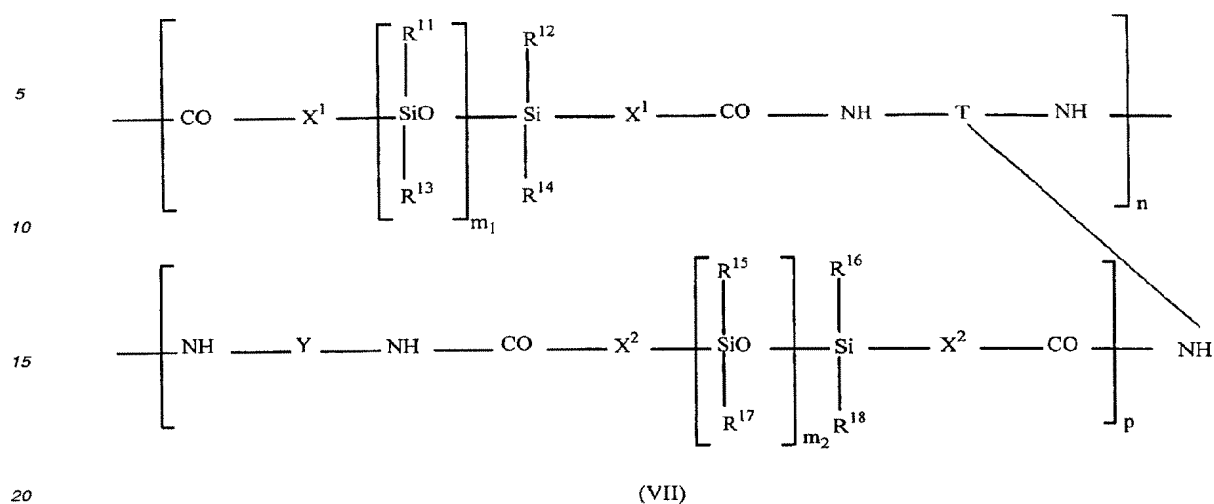 R¹¹ R¹²
5
CO X¹ SiO Si X¹ CO NH T NH
R¹³ R¹⁴
m₁ n
10
R¹⁵ R¹⁶
15
NH Y NH CO X² SiO Si X² CO NH
R¹⁷ R¹⁸
m₂ p
20 (VII)